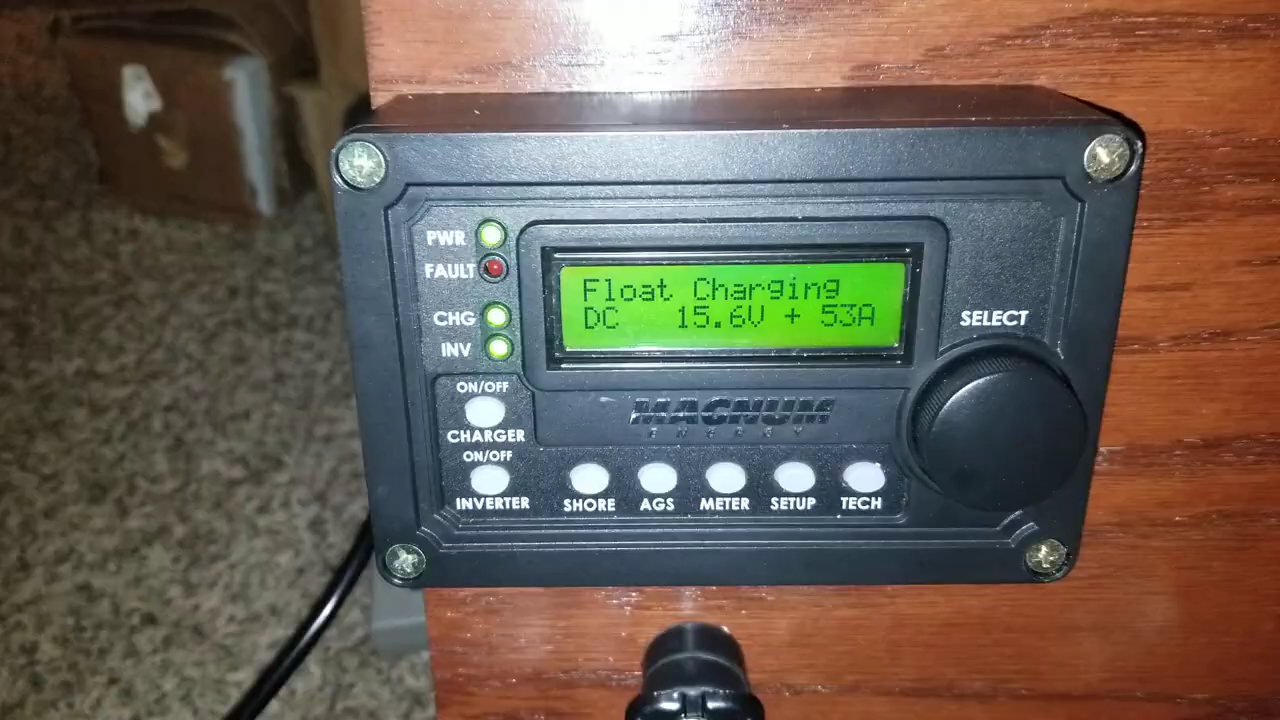 PWR
FAULT
CHG
INV
Float Charging
DC 15.6V + 53A
SELECT
MAGNUM
ENERGY
ON/OFF
CHARGER
ON/OFF
INVERTER
SHORE
AGS
METER
SETUP
TECH